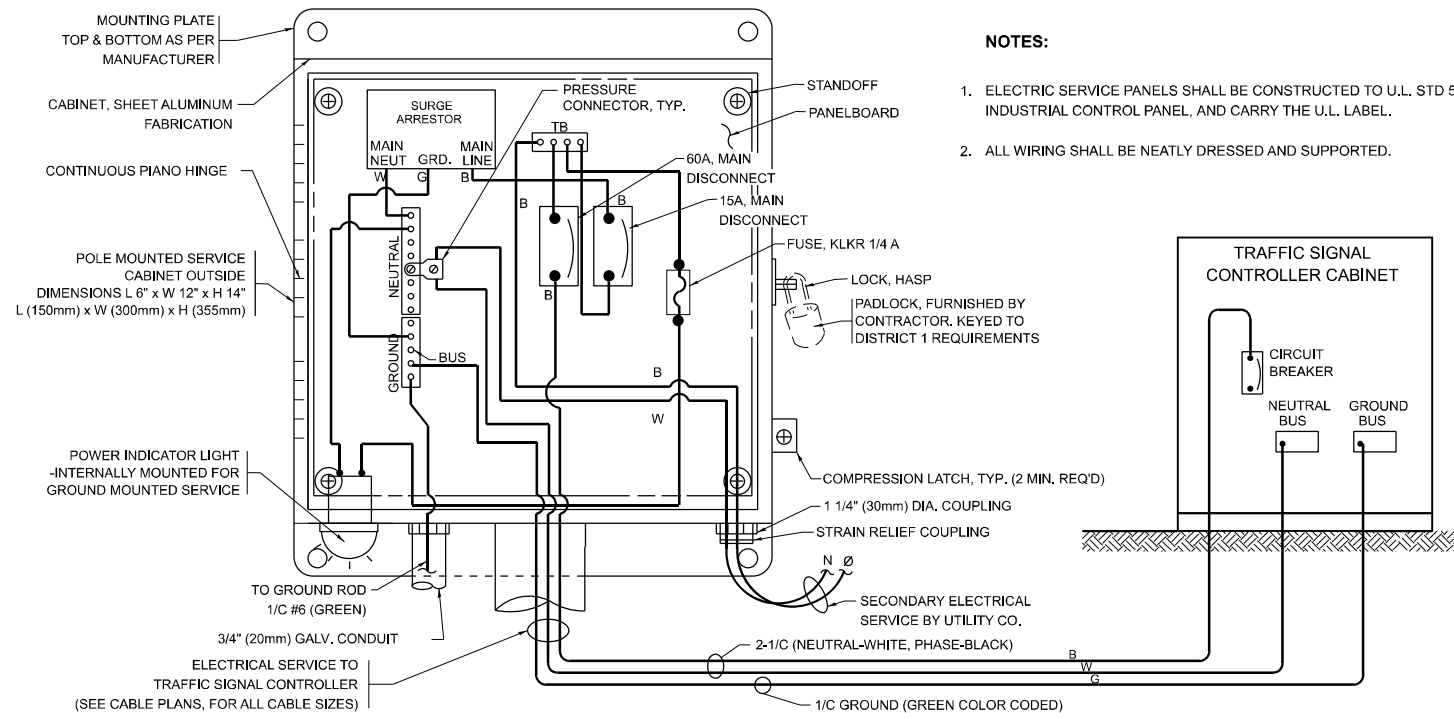 MOUNTING PLATE
TOP & BOTTOM AS PER
MANUFACTURER
CABINET, SHEET ALUMINUM
FABRICATION
CONTINUOUS PIANO HINGE
POLE MOUNTED SERVICE
CABINET OUTSIDE
DIMENSIONS L 6" x W 12" x H 14"
L (150mm) x W (300mm) x H (355mm)
POWER INDICATOR LIGHT
-INTERNALLY MOUNTED FOR
GROUND MOUNTED SERVICE
TO GROUND ROD
1/C #6 (GREEN)
3/4" (20mm) GALV. CONDUIT
ELECTRICAL SERVICE TO
TRAFFIC SIGNAL CONTROLLER
(SEE CABLE PLANS, FOR ALL CABLE SIZES)
SURGE
ARRESTOR
MAIN
NEUT
GRD.
MAIN
LINE
W
G
B
NEUTRAL
GROUND
BUS
PRESSURE
CONNECTOR, TYP.
TB
60A, MAIN
DISCONNECT
15A, MAIN
DISCONNECT
B
B
B
FUSE, KLKR 1/4 A
B
W
STANDOFF
PANELBOARD
LOCK, HASP
PADLOCK, FURNISHED BY
CONTRACTOR. KEYED TO
DISTRICT 1 REQUIREMENTS
COMPRESSION LATCH, TYP. (2 MIN. REQ'D)
1 1/4" (30mm) DIA. COUPLING
STRAIN RELIEF COUPLING
N Ø
SECONDARY ELECTRICAL
SERVICE BY UTILITY CO.
2-1/C (NEUTRAL-WHITE, PHASE-BLACK)
1/C GROUND (GREEN COLOR CODED)
B
W
G
NOTES:
1. ELECTRIC SERVICE PANELS SHALL BE CONSTRUCTED TO U.L. STD 5
INDUSTRIAL CONTROL PANEL, AND CARRY THE U.L. LABEL.
2. ALL WIRING SHALL BE NEATLY DRESSED AND SUPPORTED.
TRAFFIC SIGNAL
CONTROLLER CABINET
CIRCUIT
BREAKER
NEUTRAL
BUS
GROUND
BUS